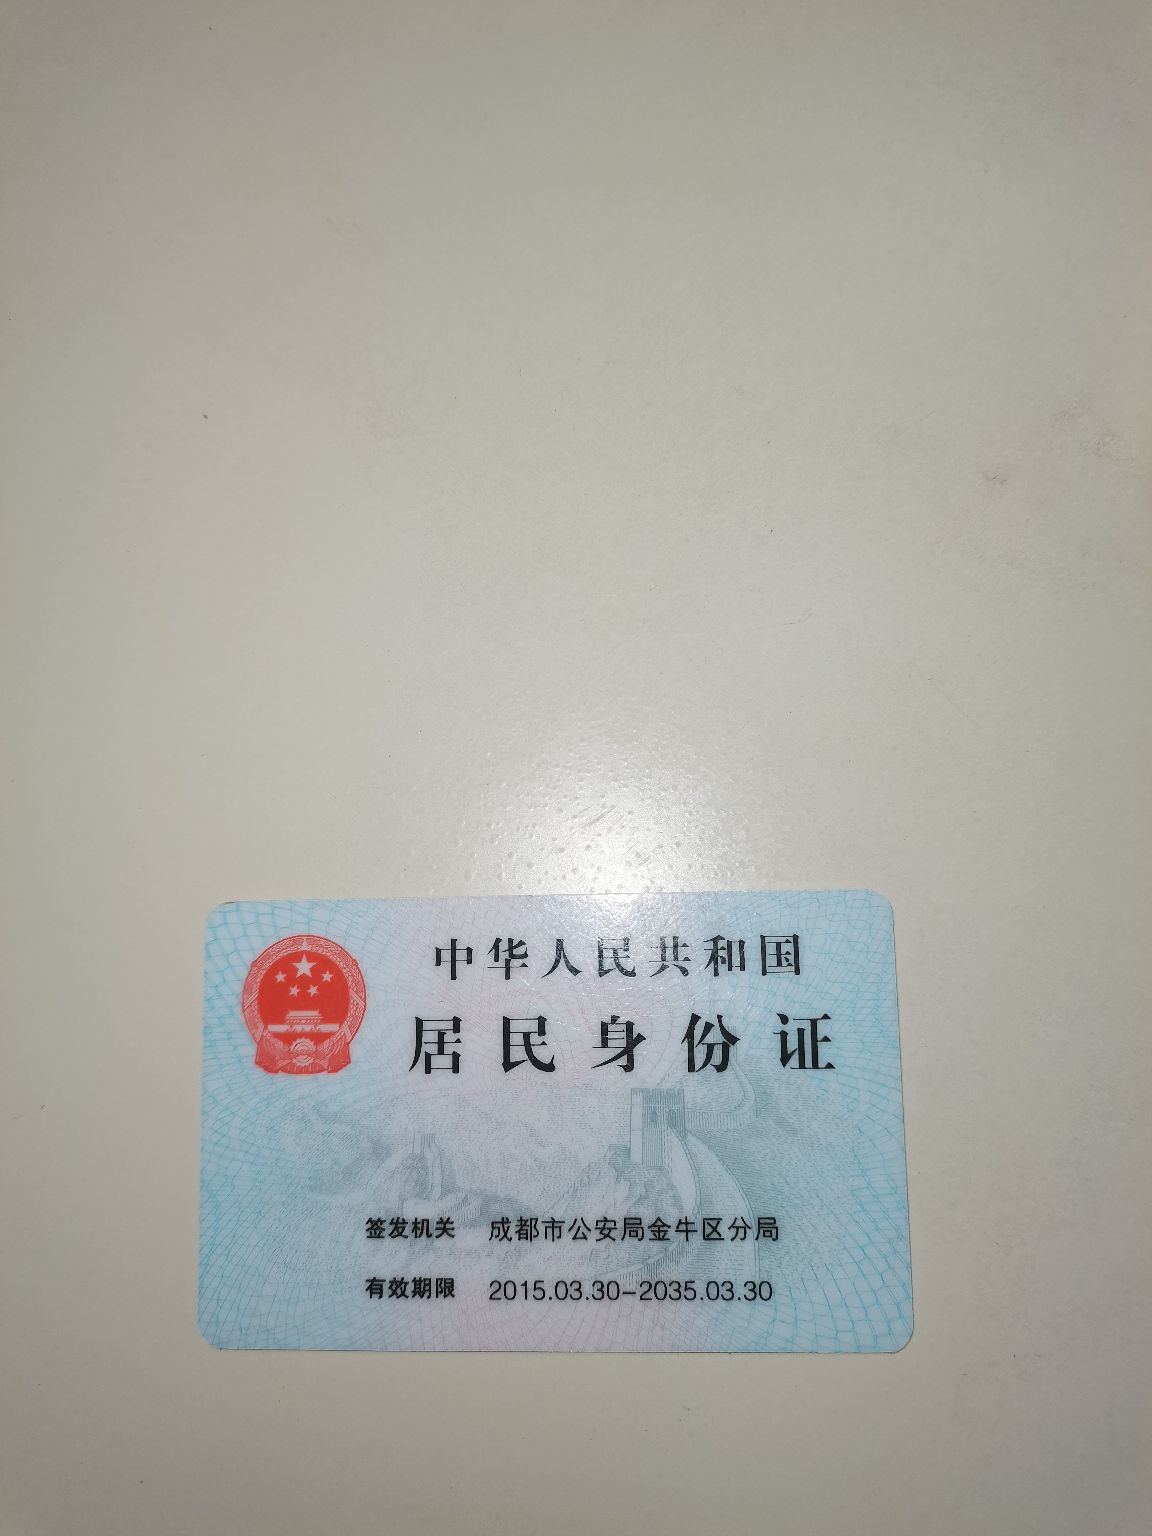 中华人民共和国
居民身份证
签发机关 成都市公安局金牛区分局
有效期限 2015.03.30-2035.03.30